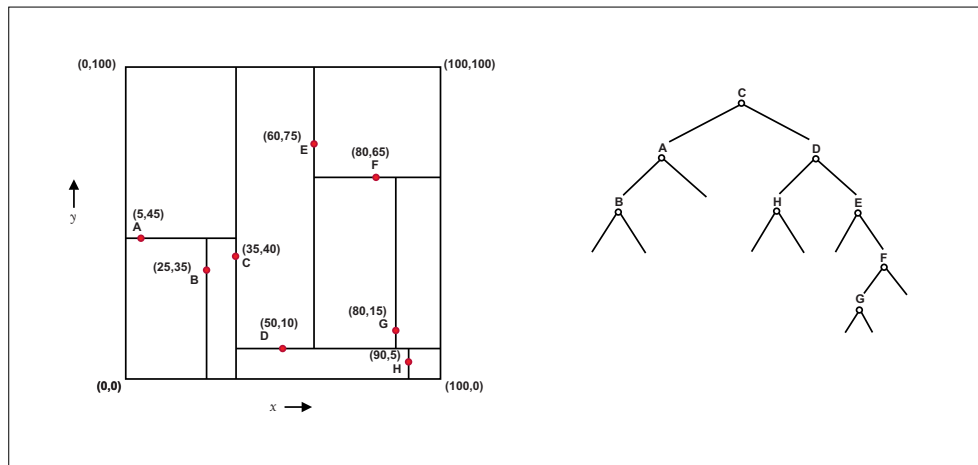 (0,100)
(100,100)
(60,75)
E
(80,65)
F
(5,45)
A
(35,40)
C
(25,35)
B
(80,15)
G
(50,10)
D
(90,5)
H
(0,0)
(100,0)
x
y
C
A
D
B
H
E
F
G